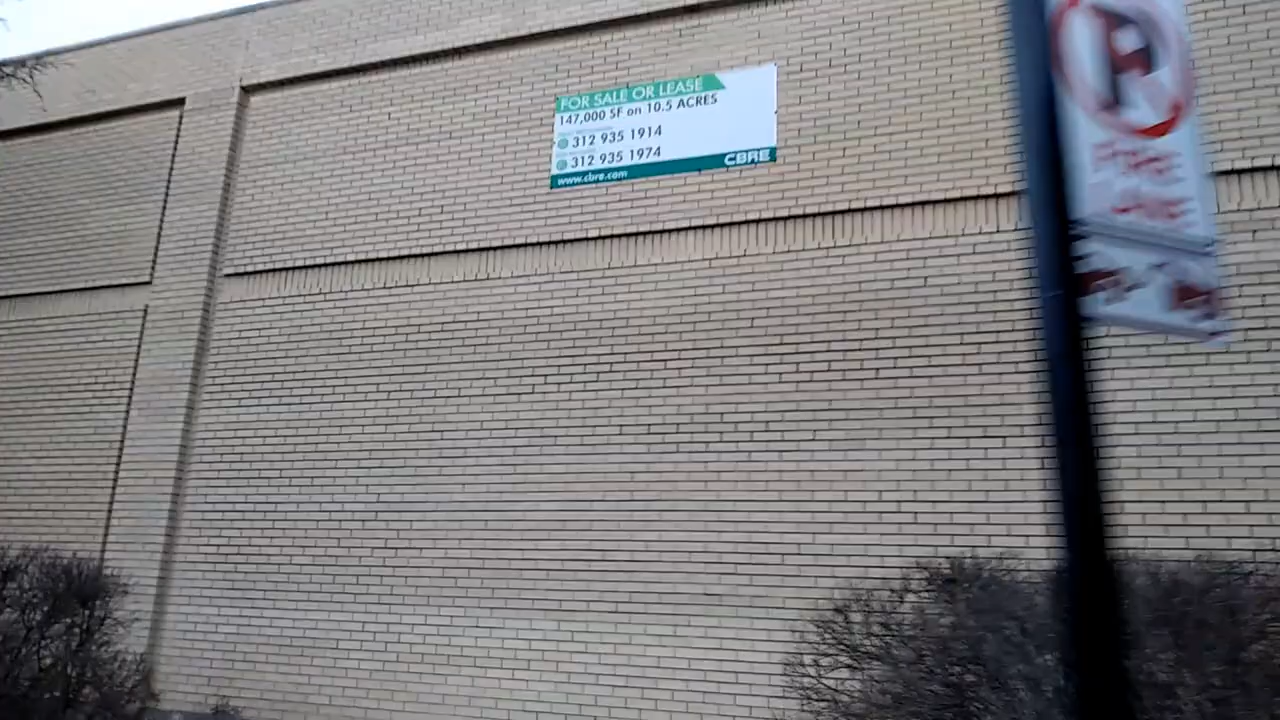 FOR SALE OR LEASE
147,000 SF on 10.5 ACRES
312 935 1914
312 935 1974
www.cbre.com CBRE
P
FIRE